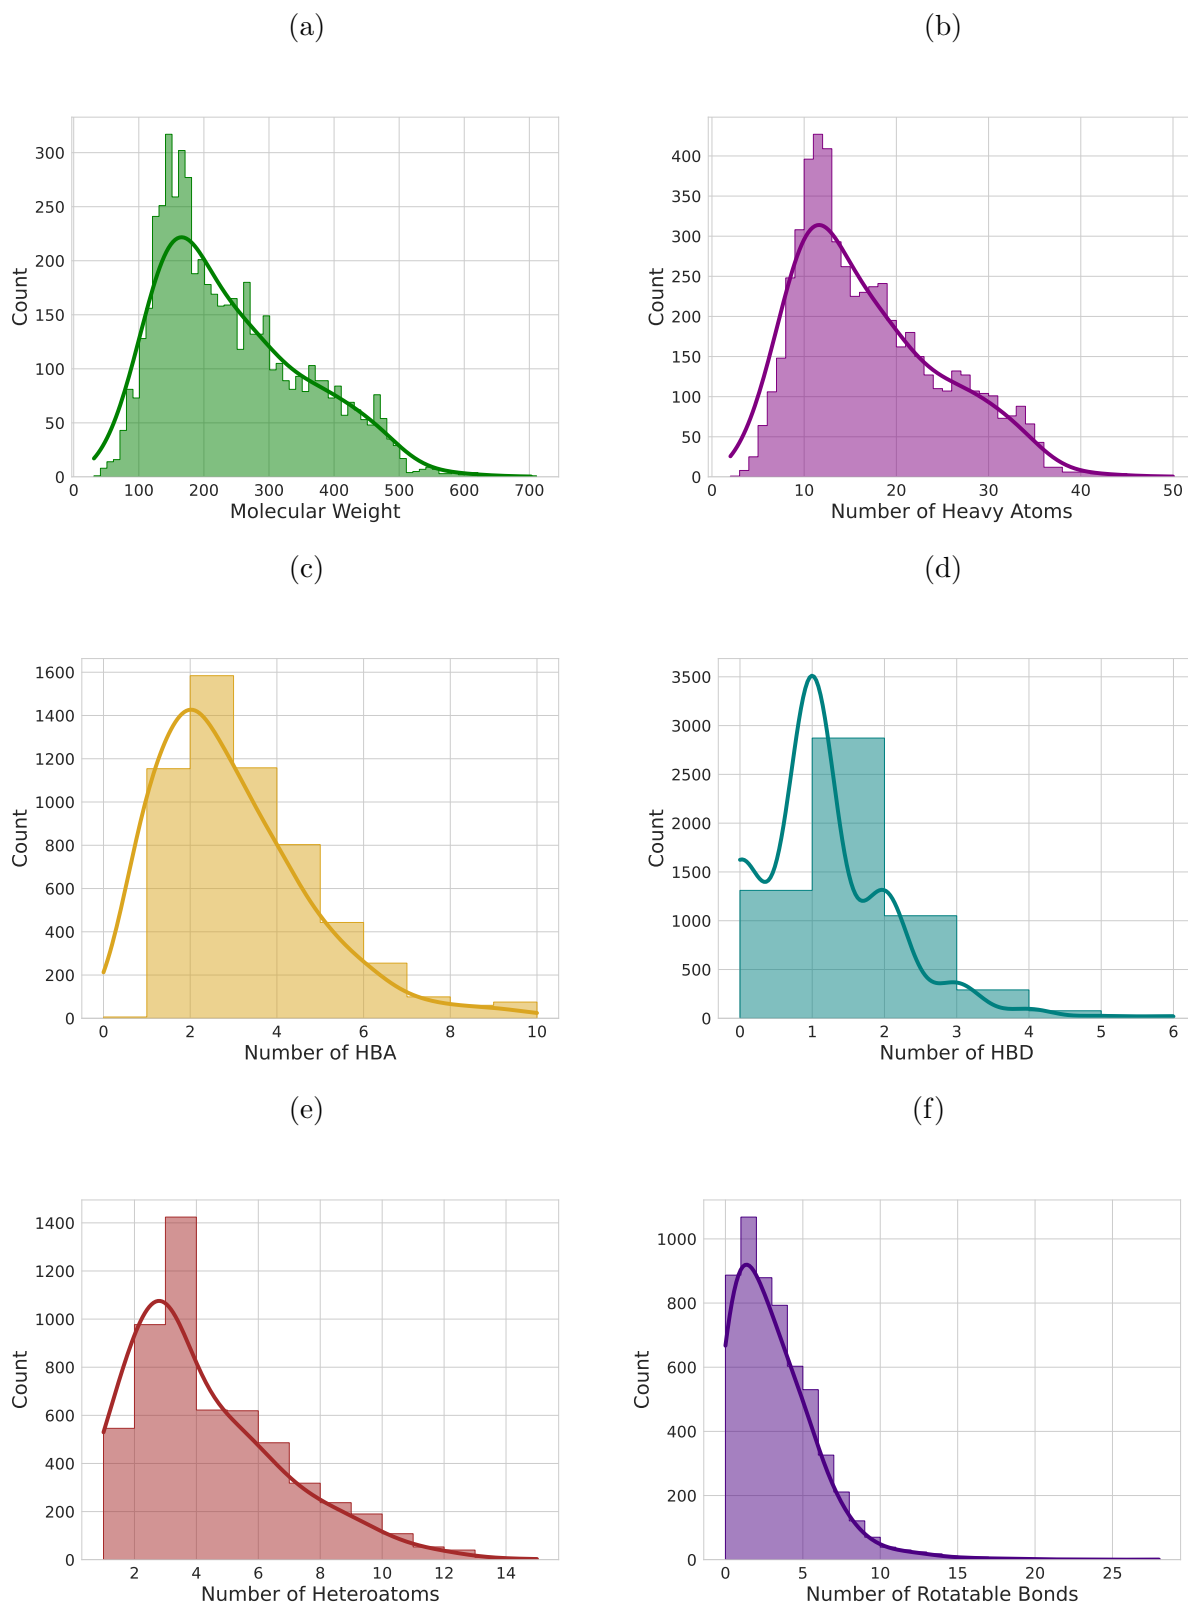 (a)
300
250
200
150
100
50
0
Count
0 100 200 300 400 500 600 700
Molecular Weight
(b)
400
350
300
250
200
150
100
50
0
Count
0 10 20 30 40 50
Number of Heavy Atoms
(c)
1600
1400
1200
1000
800
600
400
200
0
Count
0 2 4 6 8 10
Number of HBA
(d)
3500
3000
2500
2000
1500
1000
500
0
Count
0 1 2 3 4 5 6
Number of HBD
(e)
1400
1200
1000
800
600
400
200
0
Count
2 4 6 8 10 12 14
Number of Heteroatoms
(f)
1000
800
600
400
200
0
Count
0 5 10 15 20 25
Number of Rotatable Bonds